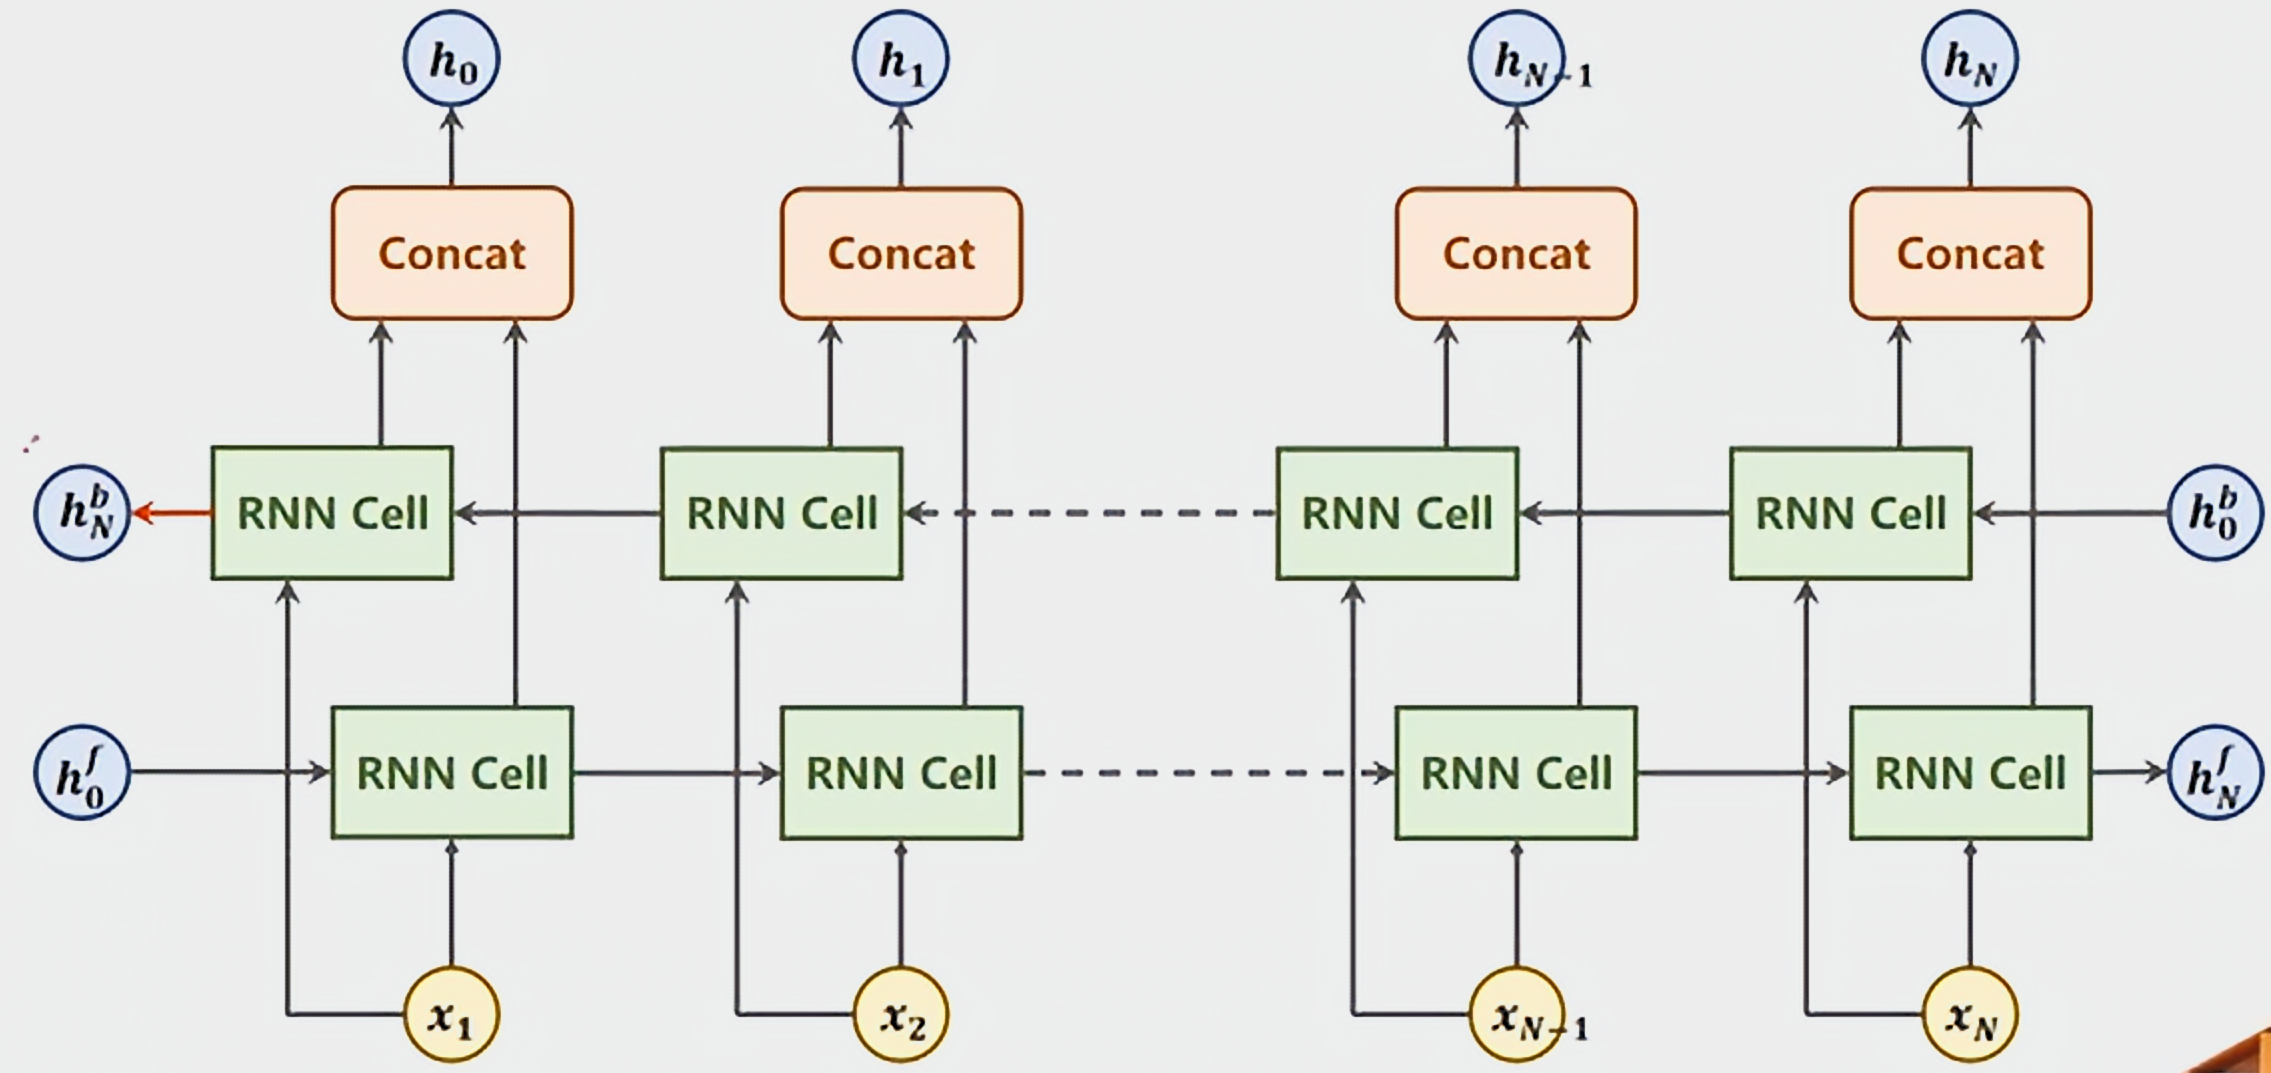 h_0 h_1 h_{N-1} h_N
Concat Concat Concat Concat
h_N^b RNN Cell RNN Cell RNN Cell RNN Cell h_0^b
h_0^f RNN Cell RNN Cell RNN Cell RNN Cell h_N^f
x_1 x_2 x_{N-1} x_N